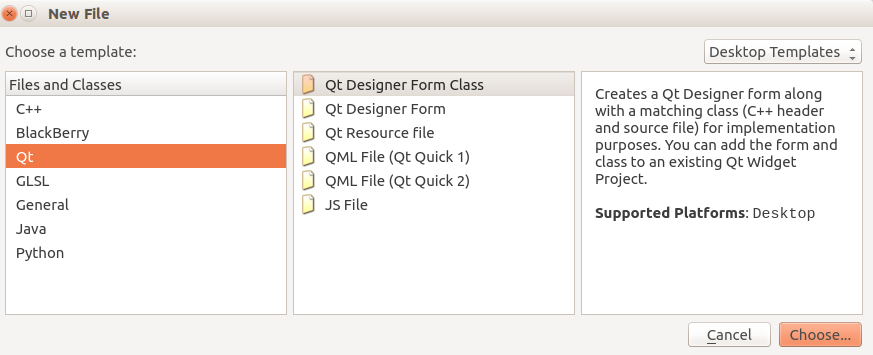 New File
Choose a template:
Desktop Templates
Files and Classes
C++
BlackBerry
Qt
GLSL
General
Java
Python
Qt Designer Form Class
Qt Designer Form
Qt Resource file
QML File (Qt Quick 1)
QML File (Qt Quick 2)
JS File
Creates a Qt Designer form along
with a matching class (C++ header
and source file) for implementation
purposes. You can add the form and
class to an existing Qt Widget
Project.
Supported Platforms: Desktop
Cancel
Choose...